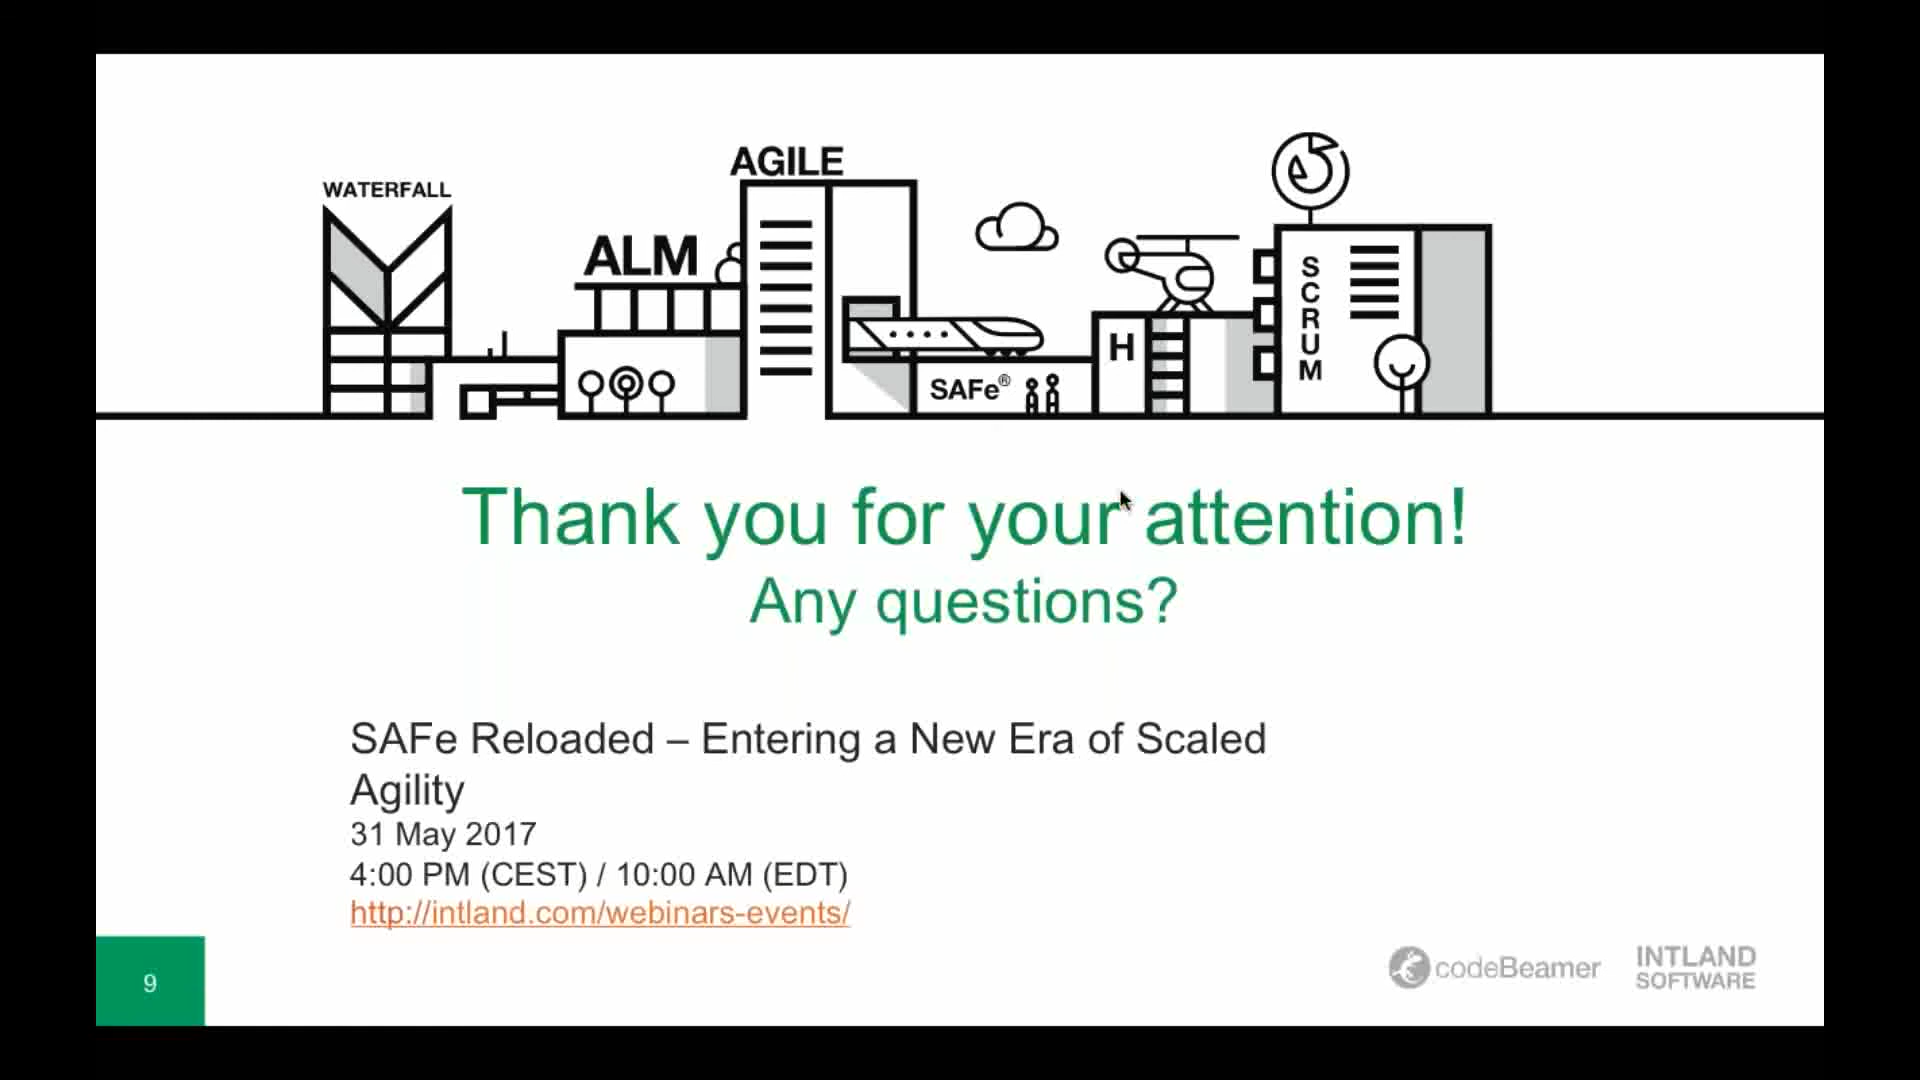 WATERFALL
ALM
AGILE
SAFe®
H
SCRUM
Thank you for your attention!
Any questions?
SAFe Reloaded – Entering a New Era of Scaled
Agility
31 May 2017
4:00 PM (CEST) / 10:00 AM (EDT)
http://intland.com/webinars-events/
9
codeBeamer
INTLAND
SOFTWARE